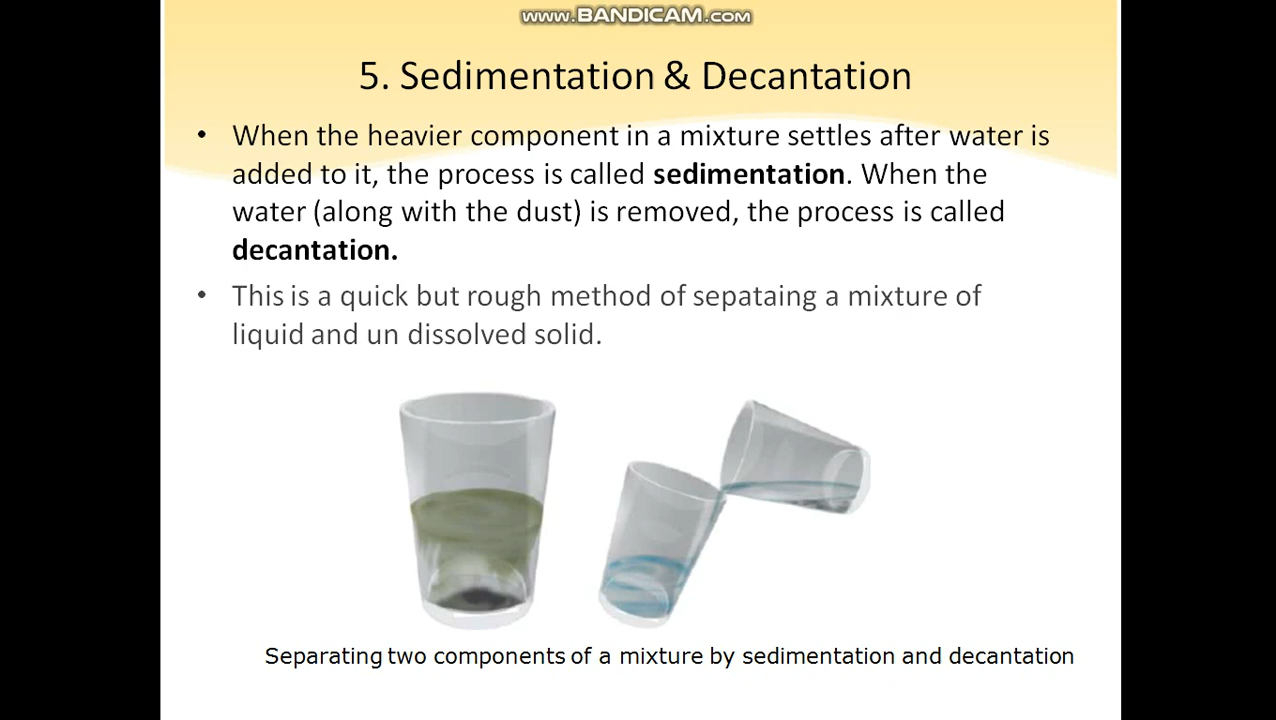 www.BANDICAM.com
5. Sedimentation & Decantation
• When the heavier component in a mixture settles after water is
added to it, the process is called sedimentation. When the
water (along with the dust) is removed, the process is called
decantation.
• This is a quick but rough method of sepataing a mixture of
liquid and un dissolved solid.
Separating two components of a mixture by sedimentation and decantation